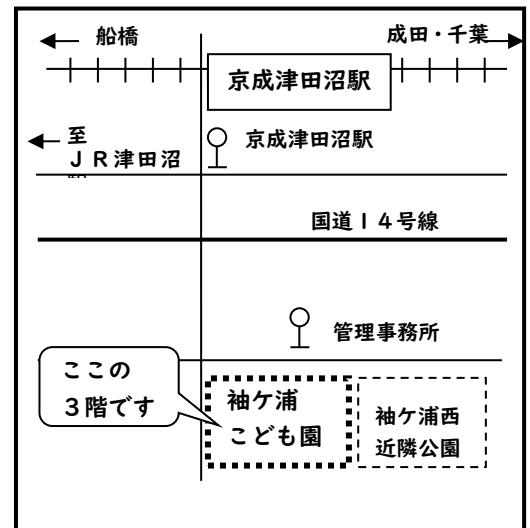 船橋
成田・千葉
京成津田沼駅
至
ＪＲ津田沼
京成津田沼駅
国道１４号線
管理事務所
ここの
３階です
袖ケ浦
こども園
袖ケ浦西
近隣公園